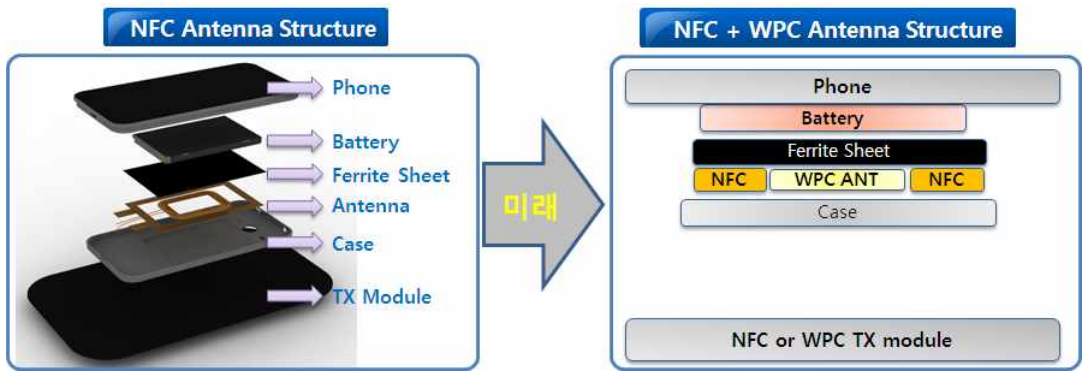 NFC Antenna Structure
Phone
Battery
Ferrite Sheet
Antenna
Case
TX Module
미래
NFC + WPC Antenna Structure
Phone
Battery
Ferrite Sheet
NFC WPC ANT NFC
Case
NFC or WPC TX module